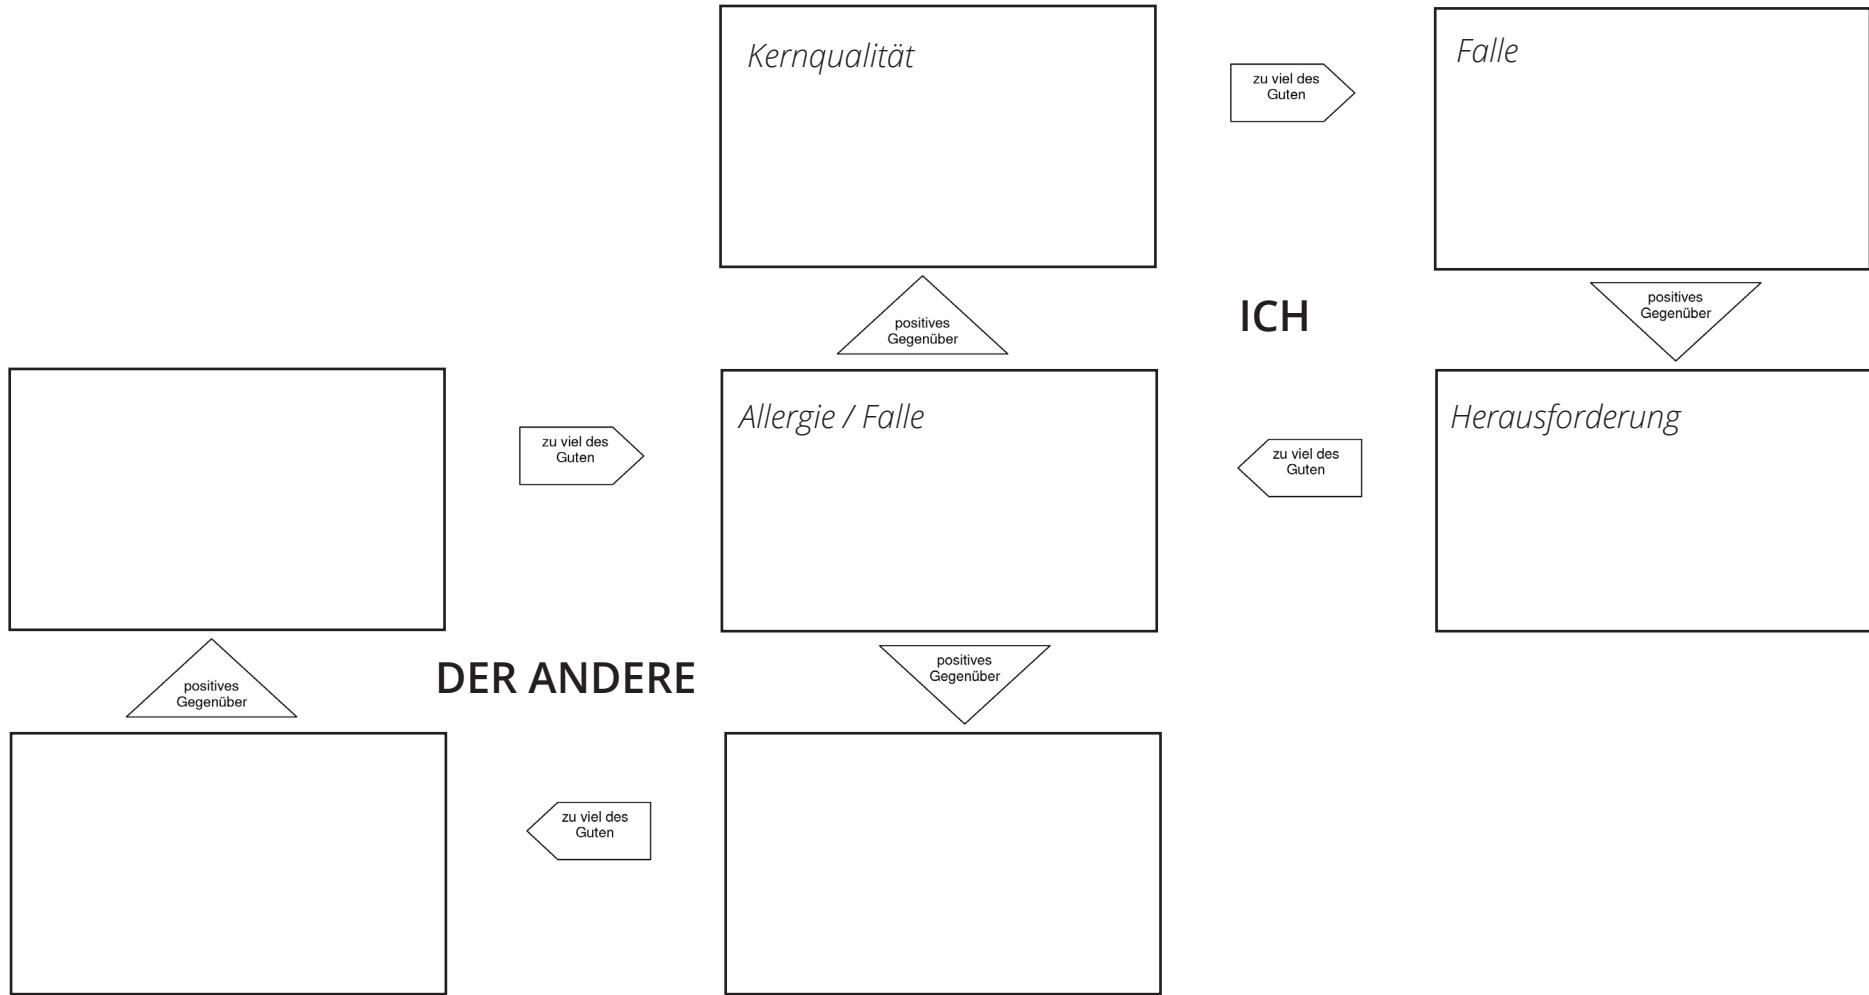 Kernqualität
zu viel des
Guten
Falle
positives
Gegenüber
ICH
positives
Gegenüber
Allergie / Falle
Herausforderung
zu viel des
Guten
zu viel des
Guten
positives
Gegenüber
DER ANDERE
positives
Gegenüber
zu viel des
Guten